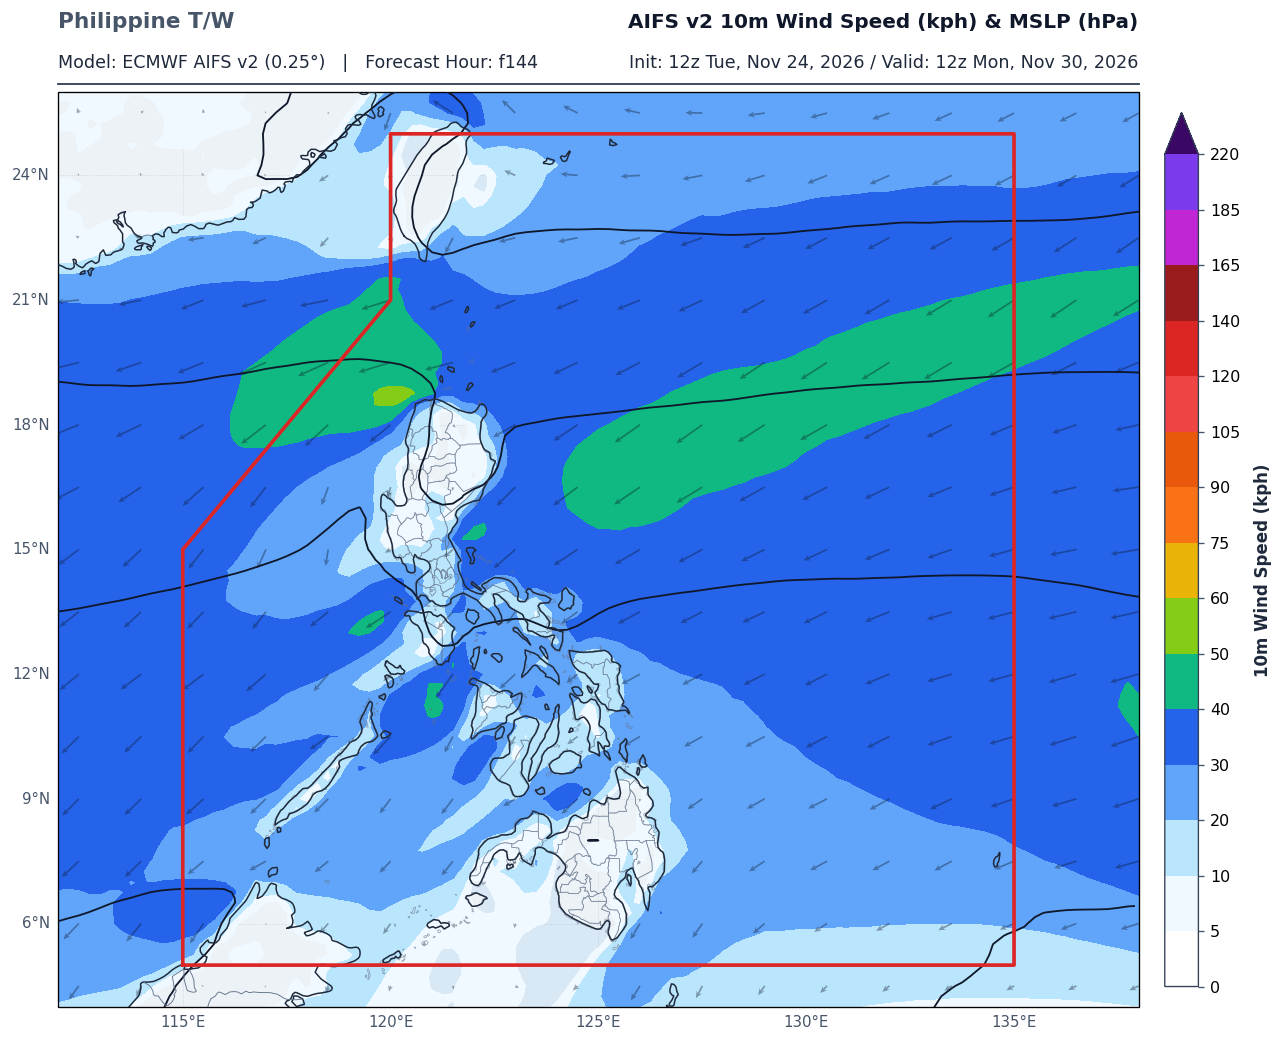 Philippine T/W
AIFS v2 10m Wind Speed (kph) & MSLP (hPa)
Model: ECMWF AIFS v2 (0.25°) | Forecast Hour: f144
Init: 12z Tue, Nov 24, 2026 / Valid: 12z Mon, Nov 30, 2026
24°N
21°N
18°N
15°N
12°N
9°N
6°N
115°E
120°E
125°E
130°E
135°E
220
185
165
140
120
105
90
75
60
50
40
30
20
10
5
0
10m Wind Speed (kph)